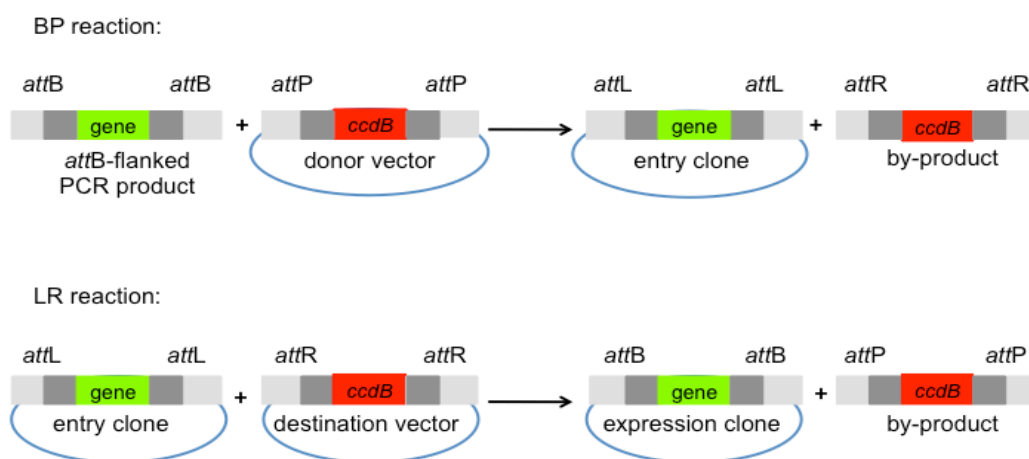 BP reaction:
attB attB attP attP attL attL attR attR
gene + ccdB gene + ccdB
attB-flanked donor vector entry clone by-product
PCR product
LR reaction:
attL attL attR attR attB attB attP attP
gene + ccdB gene + ccdB
entry clone destination vector expression clone by-product